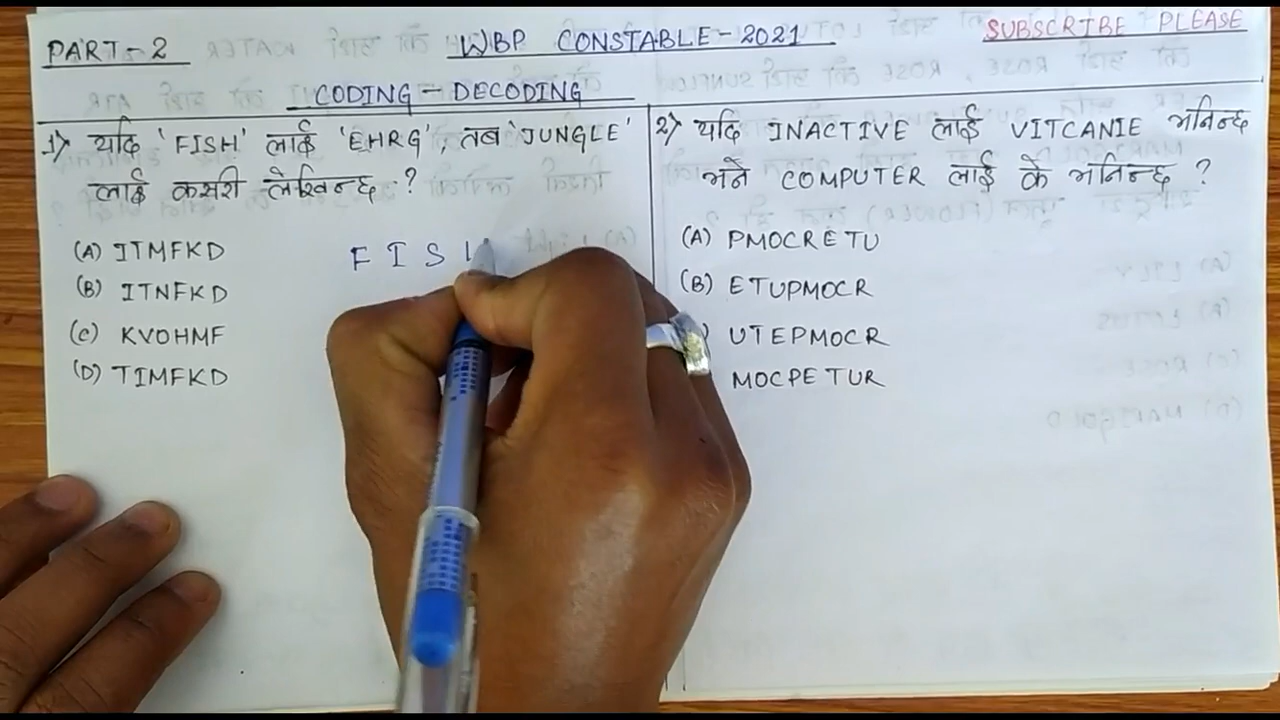 PART-2 WBP CONSTABLE-2021 SUBSCRIBE PLEASE
CODING - DECODING
1) यदि 'FISH' लाई 'EHRG', तब 'JUNGLE'
लाई कसरी लेखिन्छ ?
(A) ITMFKD
(B) ITNFKD
(C) KVOHMF
(D) TIMFKD
F I S
2) यदि INACTIVE लाई VITCANIE भनिन्छ
भने COMPUTER लाई के भनिन्छ ?
(A) PMOCRETU
(B) ETUPMOCR
UTEPMOCR
MOCPETUR